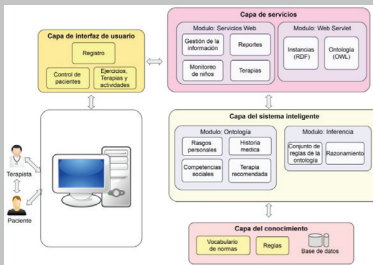 Capa de servicios
Modulo: Servicios Web
Modulo: Web Servlet
Capa de interfaz de usuario
Registro
Control de
pacientes
Ejercicios,
Terapias y
actividades
Gestión de la
información
Reportes
Monitoreo
de niños
Terapias
Instancias
(RDF)
Ontología
(OWL)
Capa del sistema inteligente
Modulo: Ontología
Modulo: Inferencia
Rasgos
personales
Historia
medica
Competencias
sociales
Terapia
recomendada
Conjunto de
reglas de la
ontología
Razonamiento
Terapista
Paciente
Capa del conocimiento
Vocabulario
de normas
Reglas
Base de datos